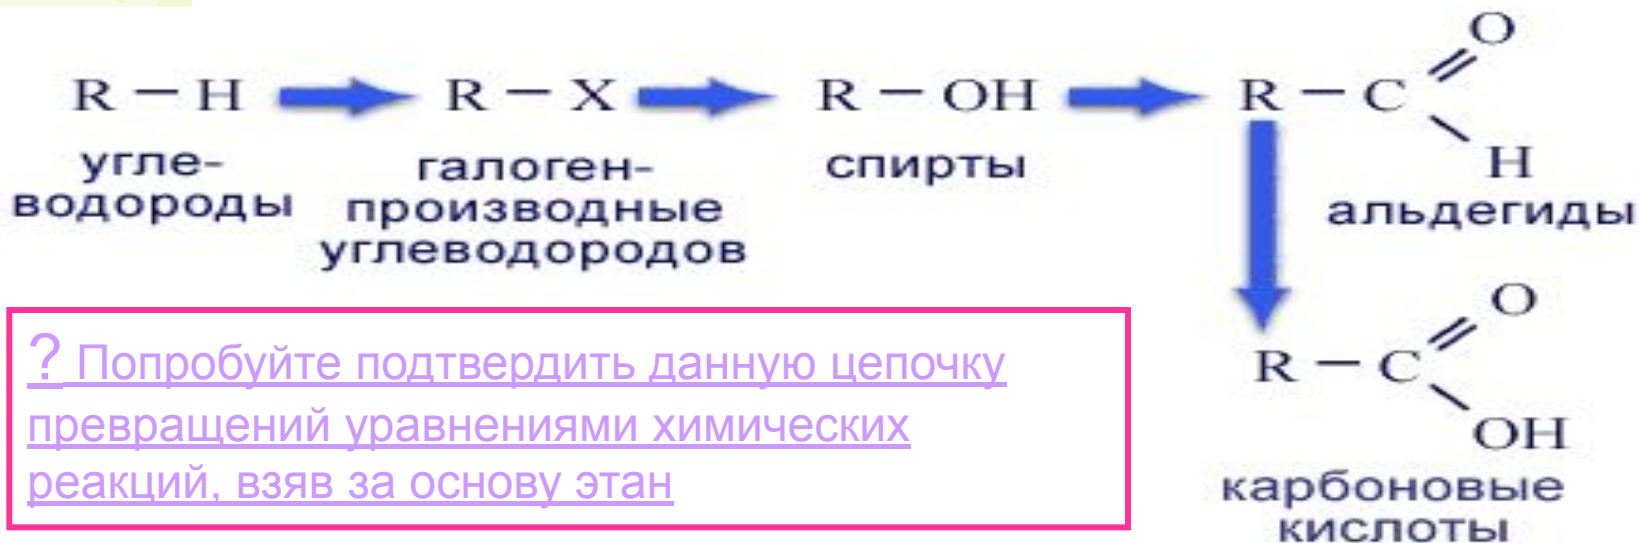 R – H → R – X → R – OH → R – C
O
H
угле-
водороды
галоген-
производные
углеводородов
спирты
альдегиды
? Попробуйте подтвердить данную цепочку
превращений уравнениями химических
реакций, взяв за основу этан
R – C
O
OH
карбоновые
кислоты